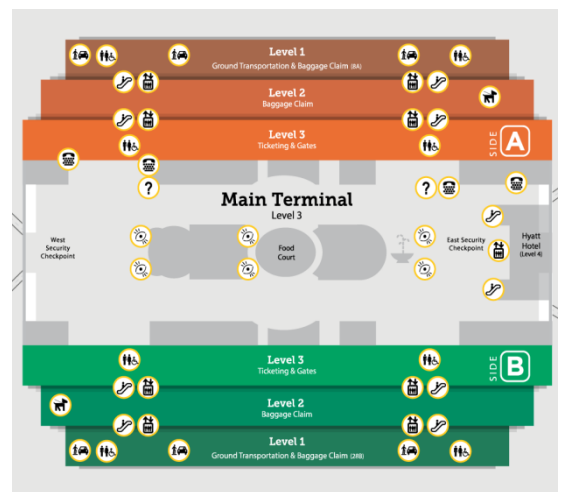 Level 1
Ground Transportation & Baggage Claim (8A)
Level 2
Baggage Claim
Level 3
Ticketing & Gates
SIDE A
?
?
Main Terminal
Level 3
West
Security
Checkpoint
Food
Court
East Security
Checkpoint
Hyatt
Hotel
(Level 4)
Level 3
Ticketing & Gates
SIDE B
Level 2
Baggage Claim
Level 1
Ground Transportation & Baggage Claim (28B)